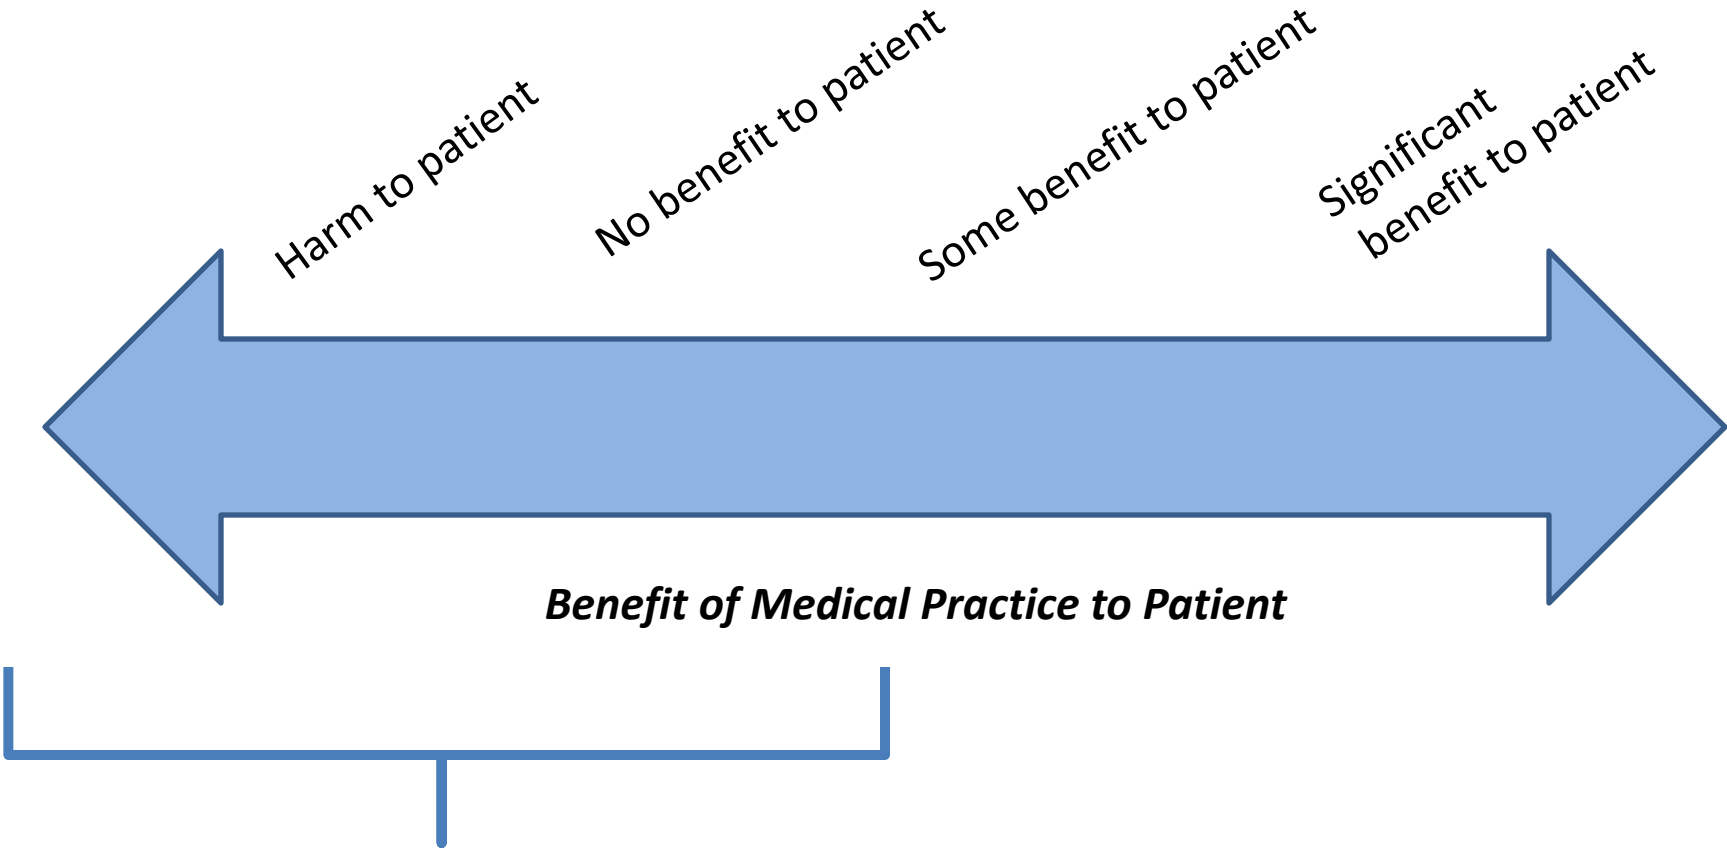 Harm to patient
No benefit to patient
Some benefit to patient
Significant
benefit to patient
Benefit of Medical Practice to Patient